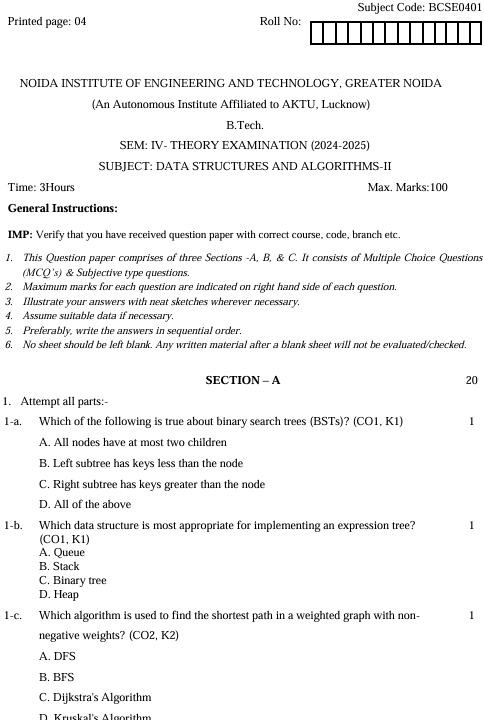 Subject Code: BCSE0401
Printed page: 04 Roll No:
NOIDA INSTITUTE OF ENGINEERING AND TECHNOLOGY, GREATER NOIDA
(An Autonomous Institute Affiliated to AKTU, Lucknow)
B.Tech.
SEM: IV- THEORY EXAMINATION (2024-2025)
SUBJECT: DATA STRUCTURES AND ALGORITHMS-II
Time: 3Hours Max. Marks:100
General Instructions:
IMP: Verify that you have received question paper with correct course, code, branch etc.
1. This Question paper comprises of three Sections -A, B, & C. It consists of Multiple Choice Questions
(MCQ's) & Subjective type questions.
2. Maximum marks for each question are indicated on right hand side of each question.
3. Illustrate your answers with neat sketches wherever necessary.
4. Assume suitable data if necessary.
5. Preferably, write the answers in sequential order.
6. No sheet should be left blank. Any written material after a blank sheet will not be evaluated/checked.
SECTION – A 20
1. Attempt all parts:-
1-a. Which of the following is true about binary search trees (BSTs)? (CO1, K1) 1
A. All nodes have at most two children
B. Left subtree has keys less than the node
C. Right subtree has keys greater than the node
D. All of the above
1-b. Which data structure is most appropriate for implementing an expression tree? 1
(CO1, K1)
A. Queue
B. Stack
C. Binary tree
D. Heap
1-c. Which algorithm is used to find the shortest path in a weighted graph with non- 1
negative weights? (CO2, K2)
A. DFS
B. BFS
C. Dijkstra's Algorithm
D. Kruskal's Algorithm